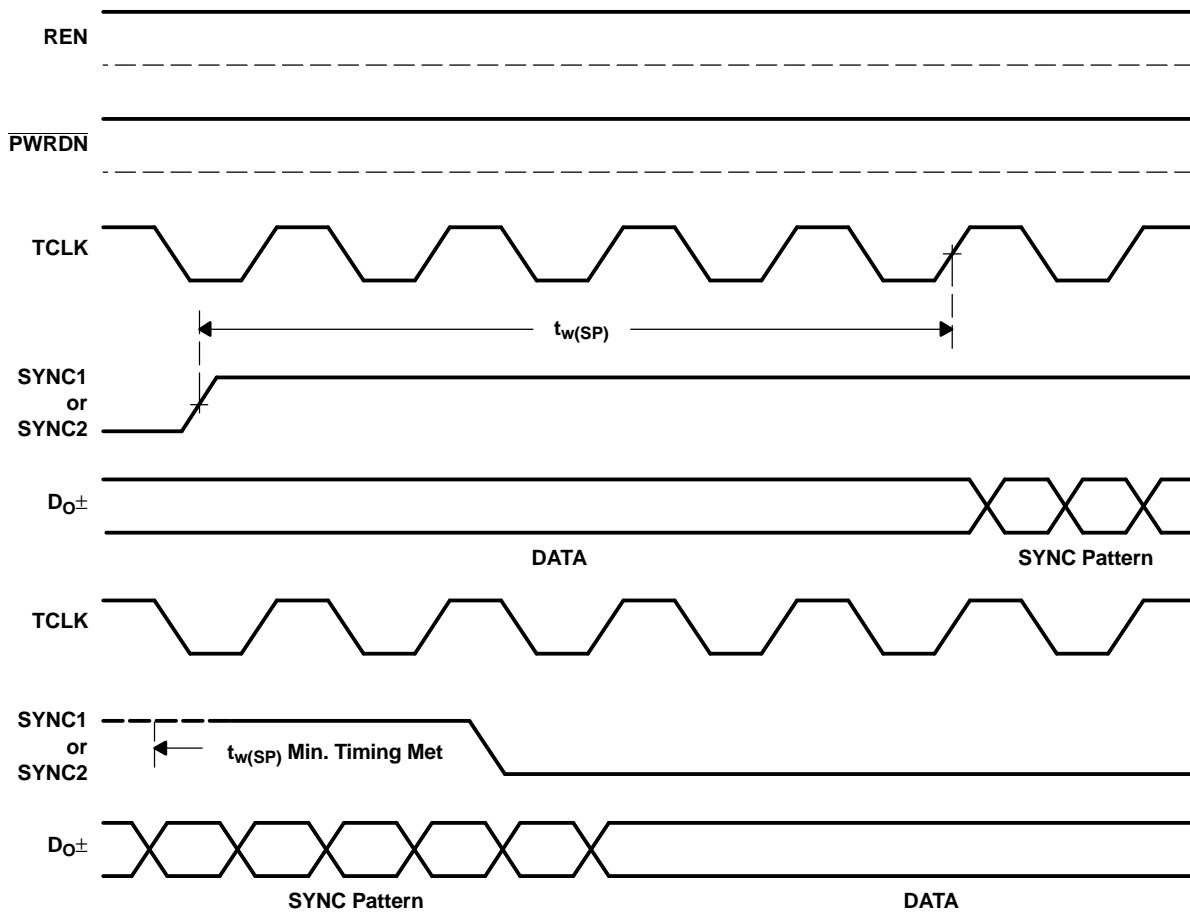 REN
PWRDN
TCLK
tw(SP)
SYNC1
or
SYNC2
DO±
DATA
SYNC Pattern
TCLK
SYNC1
or
SYNC2
tw(SP) Min. Timing Met
DO±
SYNC Pattern
DATA